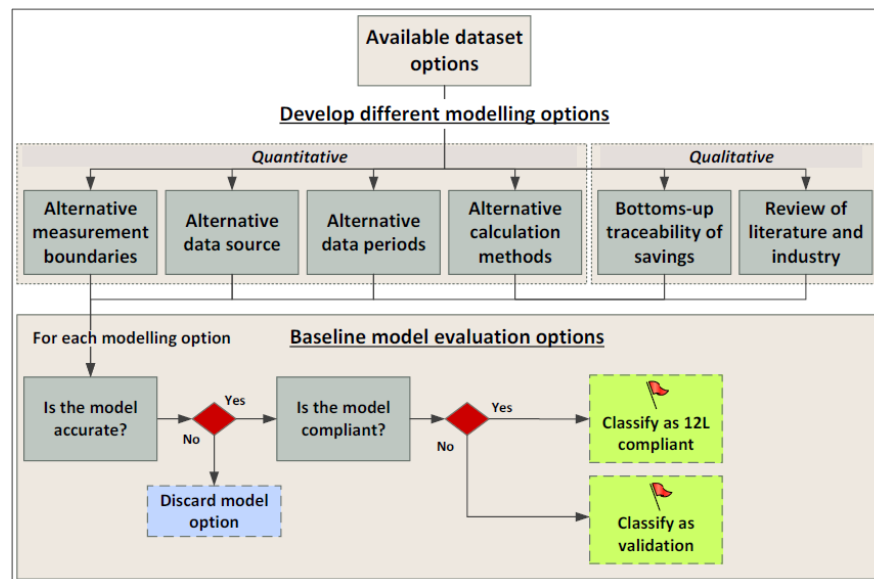 Available dataset
options
Develop different modelling options
Quantitative
Qualitative
Alternative
measurement
boundaries
Alternative
data source
Alternative
data periods
Alternative
calculation
methods
Bottoms-up
traceability of
savings
Review of
literature and
industry
For each modelling option
Baseline model evaluation options
Is the model
accurate?
Yes
No
Is the model
compliant?
Yes
No
Classify as 12L
compliant
Discard model
option
Classify as
validation